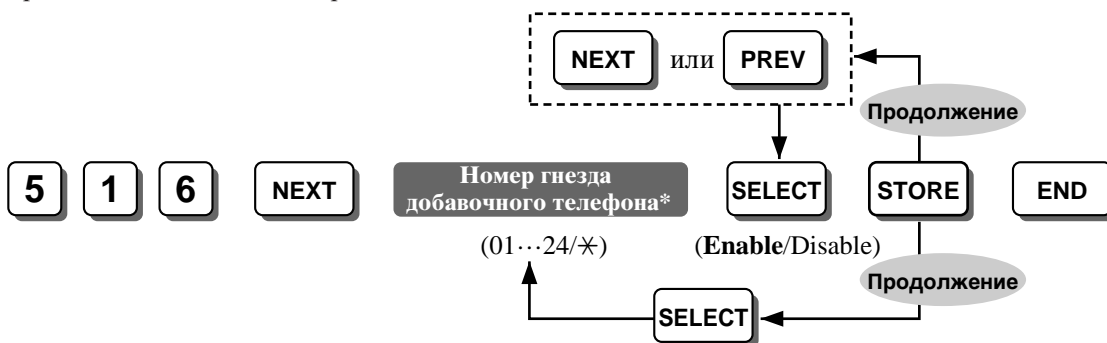 NEXT или PREV
Продолжение
5 1 6 NEXT Номер гнезда добавочного телефона* SELECT STORE END
(01···24/✳) (Enable/Disable)
Продолжение
SELECT